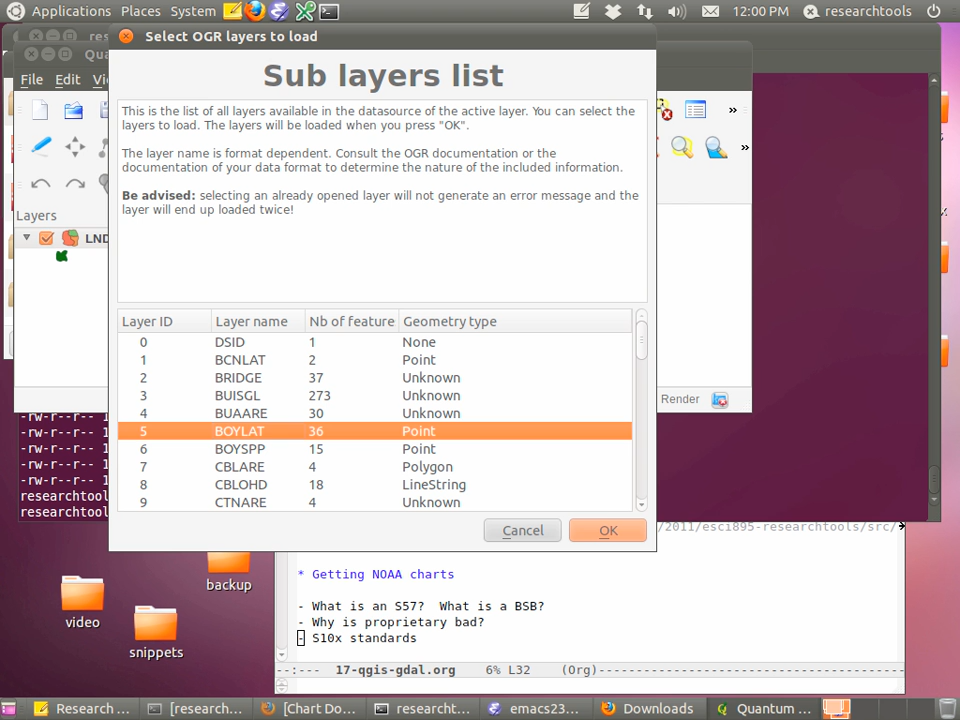 Applications Places System 12:00 PM researchtools
Select OGR layers to load
Sub layers list
This is the list of all layers available in the datasource of the active layer. You can select the
layers to load. The layers will be loaded when you press "OK".
The layer name is format dependent. Consult the OGR documentation or the
documentation of your data format to determine the nature of the included information.
Be advised: selecting an already opened layer will not generate an error message and the
layer will end up loaded twice!
File Edit
Layers
LND
Layer ID Layer name Nb of feature Geometry type
0 DSID 1 None
1 BCNLAT 2 Point
2 BRIDGE 37 Unknown
3 BUISGL 273 Unknown
4 BUAARE 30 Unknown
5 BOYLAT 36 Point
6 BOYSPP 15 Point
7 CBLARE 4 Polygon
8 CBLOHD 18 LineString
9 CTNARE 4 Unknown
Cancel OK
Render
-rw-r--r-- 1
-rw-r--r-- 1
-rw-r--r-- 1
-rw-r--r-- 1
-rw-r--r-- 1
researchtool
researchtool
/2011/esci895-researchtools/src/
* Getting NOAA charts
- What is an S57? What is a BSB?
- Why is proprietary bad?
- S10x standards
--:--- 17-qgis-gdal.org 6% L32 (Org)
backup
video
snippets
Research ... [research... [Chart Do... researcht... emacs23... Downloads Quantum ...